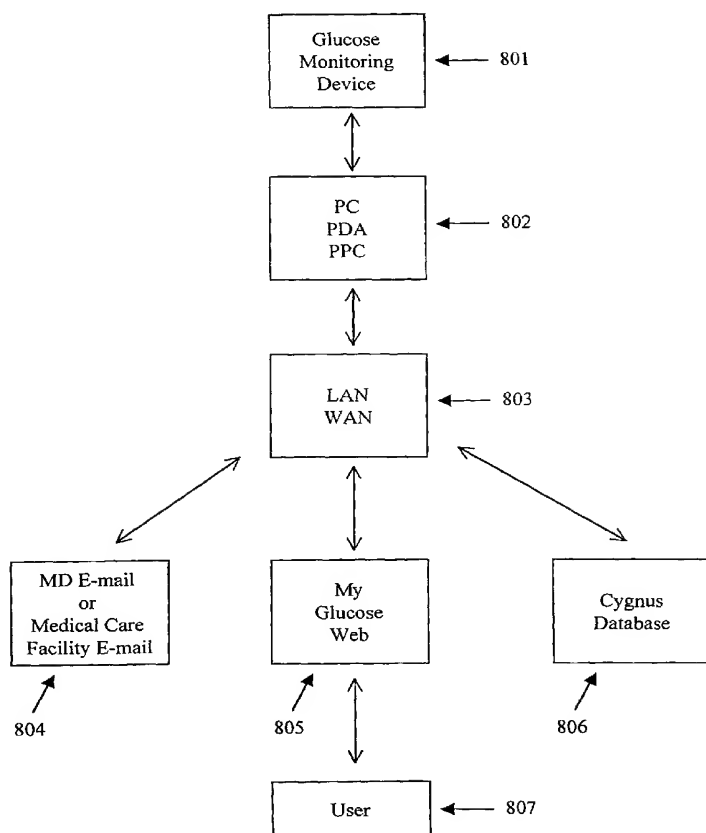 Glucose
Monitoring
Device
801
PC
PDA
PPC
802
LAN
WAN
803
MD E-mail
or
Medical Care
Facility E-mail
804
My
Glucose
Web
805
Cygnus
Database
806
User
807